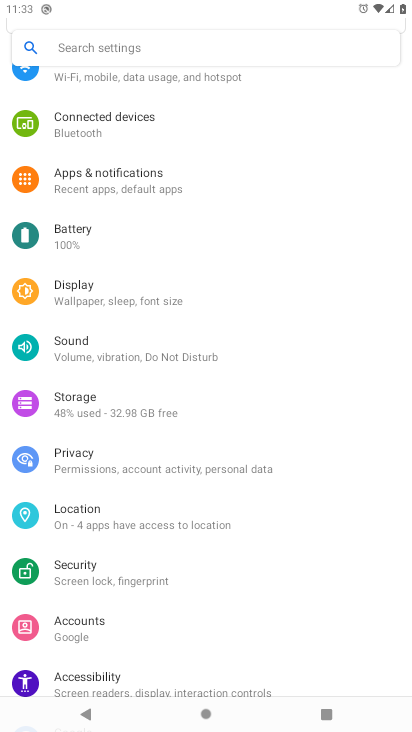 11:33
Search settings
Wi-Fi, mobile, data usage, and hotspot
Connected devices
Bluetooth
Apps & notifications
Recent apps, default apps
Battery
100%
Display
Wallpaper, sleep, font size
Sound
Volume, vibration, Do Not Disturb
Storage
48% used - 32.98 GB free
Privacy
Permissions, account activity, personal data
Location
On - 4 apps have access to location
Security
Screen lock, fingerprint
Accounts
Google
Accessibility
Screen readers, display, interaction controls